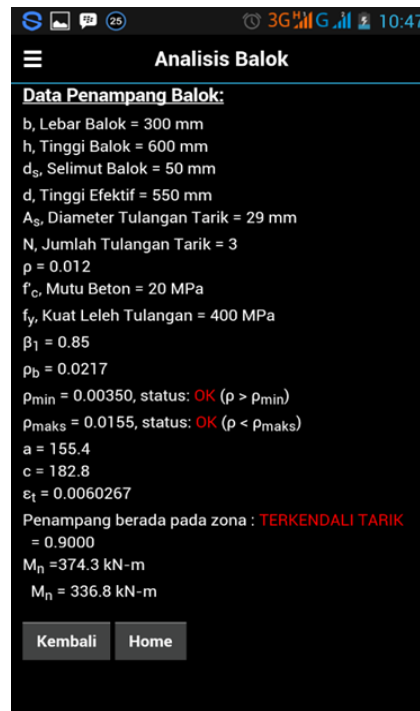 25 3G H G 10:47
Analisis Balok
Data Penampang Balok:
b, Lebar Balok = 300 mm
h, Tinggi Balok = 600 mm
ds, Selimut Balok = 50 mm
d, Tinggi Efektif = 550 mm
As, Diameter Tulangan Tarik = 29 mm
N, Jumlah Tulangan Tarik = 3
ρ = 0.012
f'c, Mutu Beton = 20 MPa
fy, Kuat Leleh Tulangan = 400 MPa
β1 = 0.85
ρb = 0.0217
ρmin = 0.00350, status: OK (ρ > ρmin)
ρmaks = 0.0155, status: OK (ρ < ρmaks)
a = 155.4
c = 182.8
εt = 0.0060267
Penampang berada pada zona : TERKENDALI TARIK
= 0.9000
Mn =374.3 kN-m
Mn = 336.8 kN-m
Kembali Home